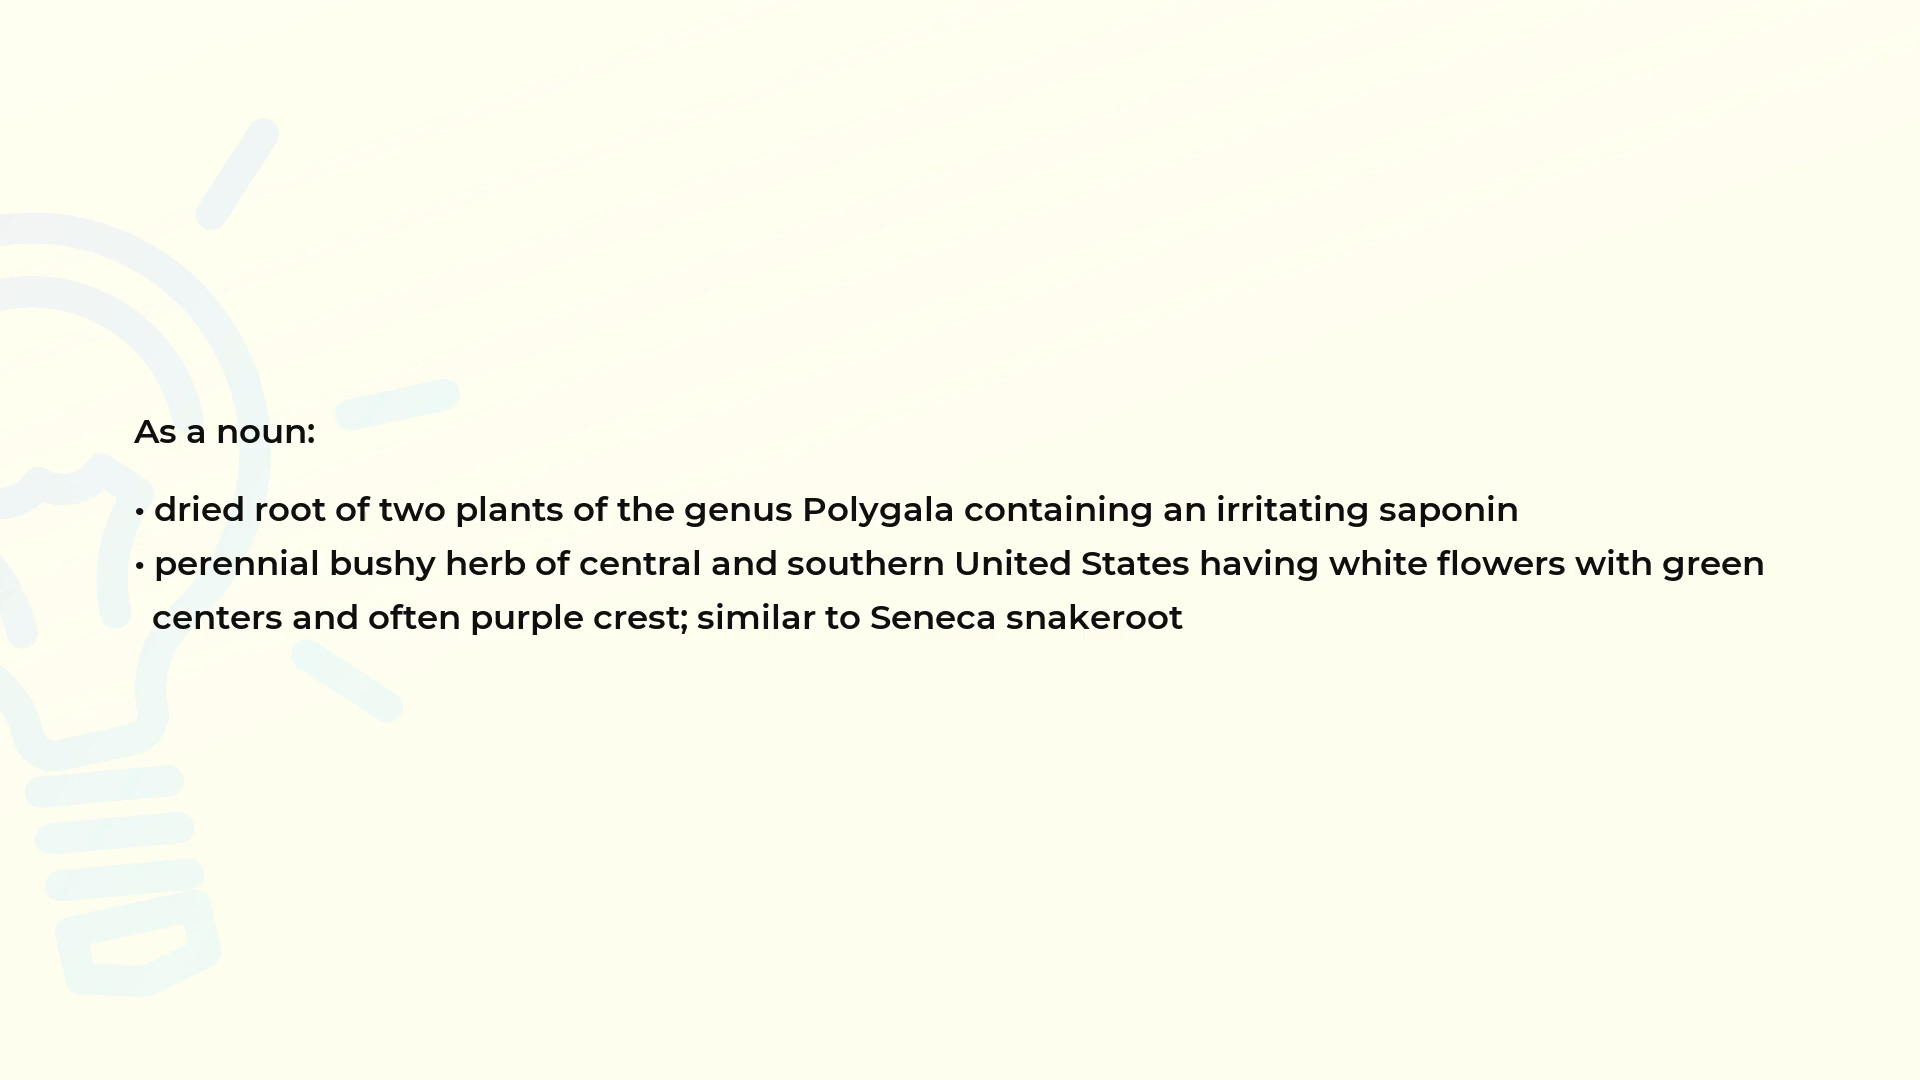 As a noun:
• dried root of two plants of the genus Polygala containing an irritating saponin
• perennial bushy herb of central and southern United States having white flowers with green
centers and often purple crest; similar to Seneca snakeroot